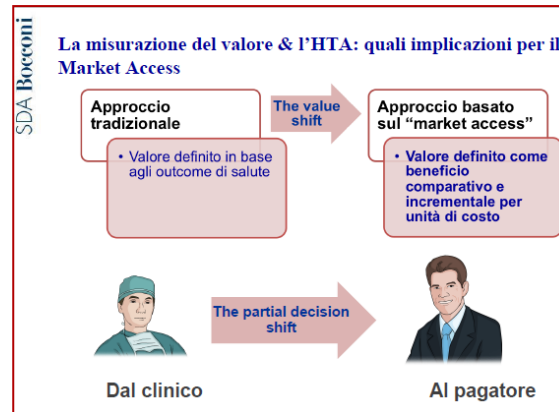 SDA Bocconi
La misurazione del valore & l'HTA: quali implicazioni per il
Market Access
Approccio
tradizionale
• Valore definito in base
agli outcome di salute
The value
shift
Approccio basato
sul "market access"
• Valore definito come
beneficio
comparativo e
incrementale per
unità di costo
The partial decision
shift
Dal clinico
Al pagatore